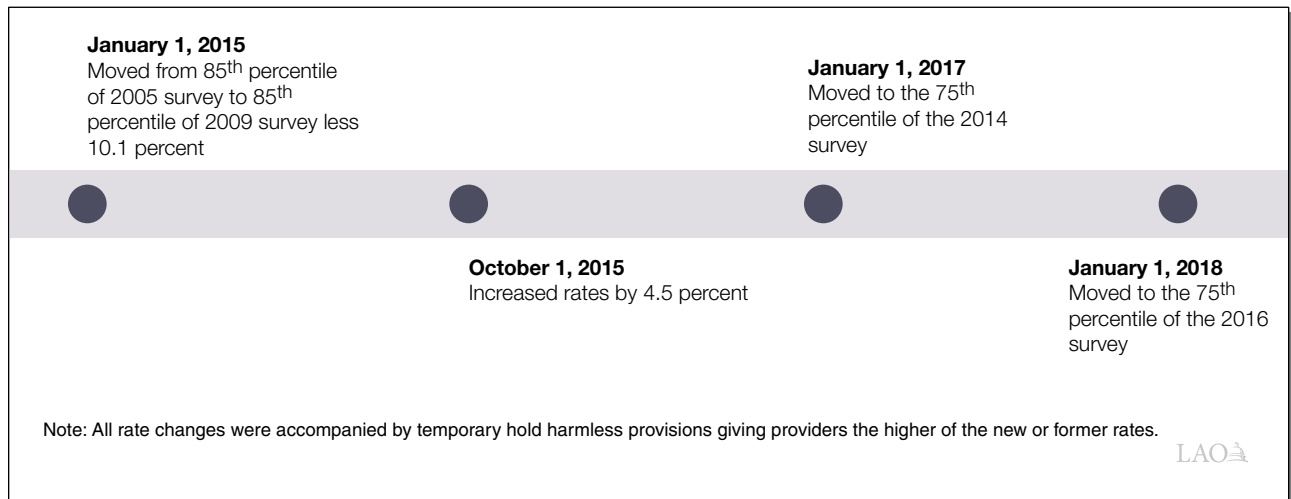 January 1, 2015
Moved from 85th percentile
of 2005 survey to 85th
percentile of 2009 survey less
10.1 percent
January 1, 2017
Moved to the 75th
percentile of the 2014
survey
October 1, 2015
Increased rates by 4.5 percent
January 1, 2018
Moved to the 75th
percentile of the 2016
survey
Note: All rate changes were accompanied by temporary hold harmless provisions giving providers the higher of the new or former rates.
LAO